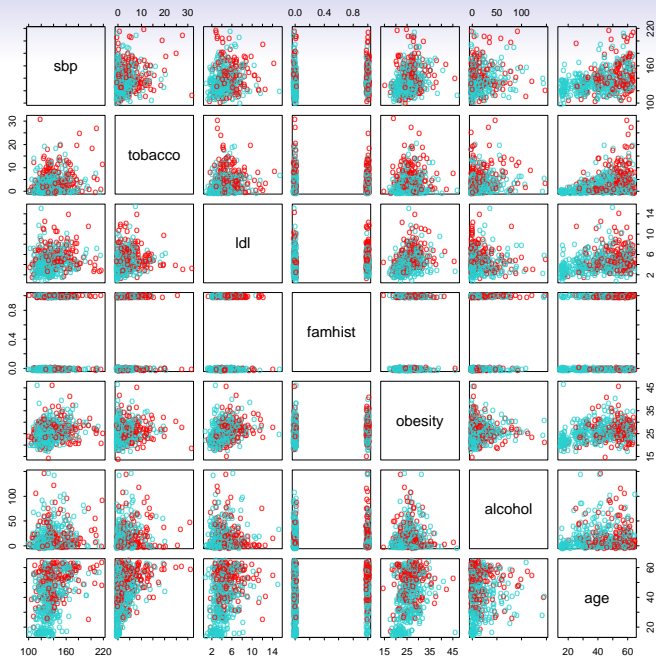 0 10 20 30
0.0 0.4 0.8
0 50 100
sbp
100 160 220
0 5 10 20 30
tobacco
ldl
2 6 10 14
0.0 0.4 0.8
famhist
obesity
15 25 35 45
0 50 100
alcohol
age
20 40 60
100 160 220
2 6 10 14
15 25 35 45
20 40 60